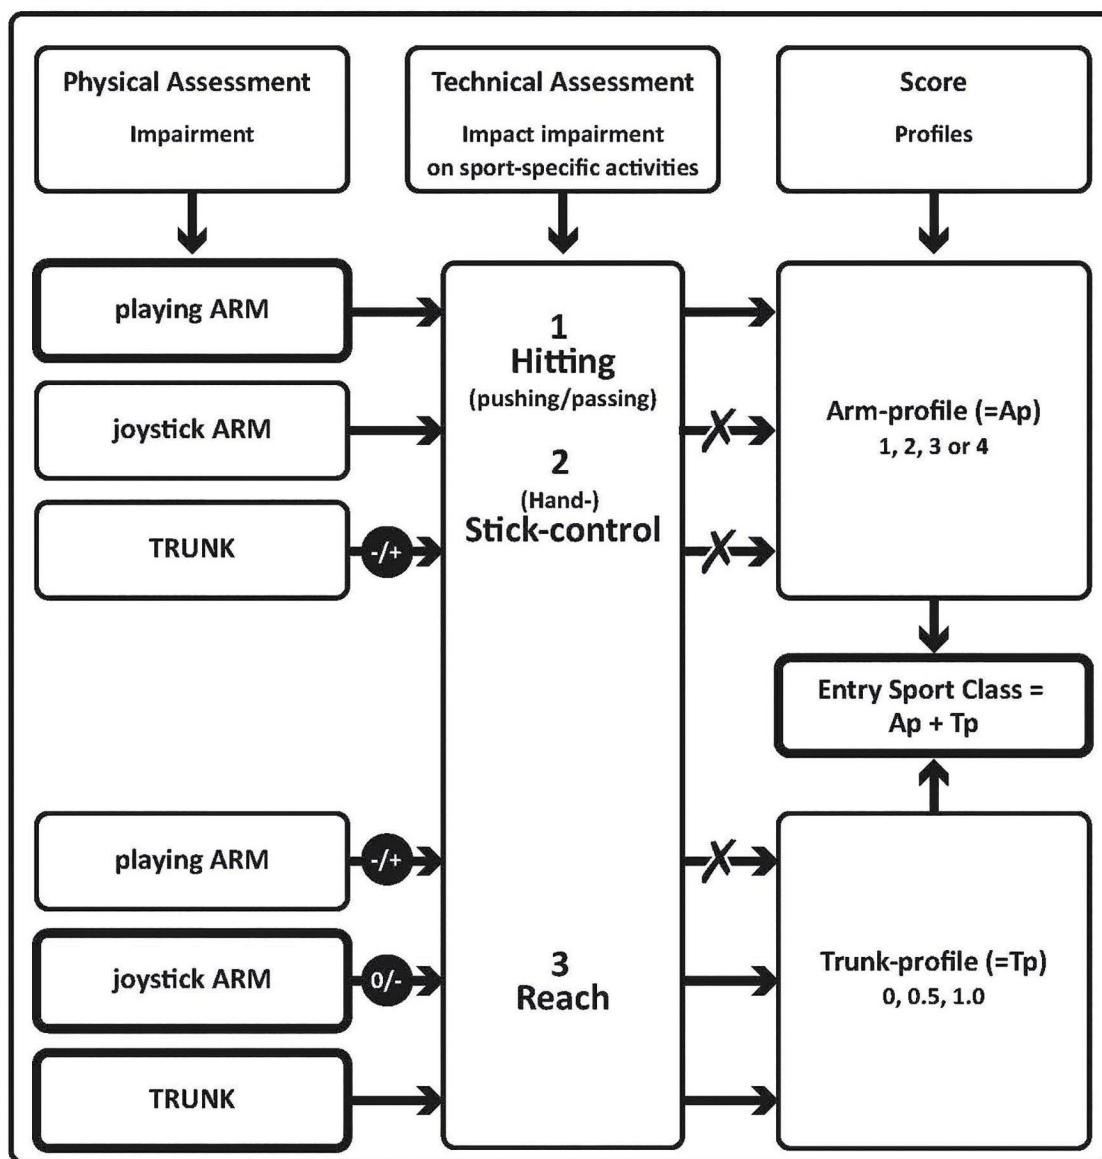 Physical Assessment
Impairment
Technical Assessment
Impact impairment
on sport-specific activities
Score
Profiles
playing ARM
joystick ARM
TRUNK
-/+
1
Hitting
(pushing/passing)
2
(Hand-)
Stick-control
Arm-profile (=Ap)
1, 2, 3 or 4
Entry Sport Class =
Ap + Tp
playing ARM
-/+
joystick ARM
0/-
TRUNK
3
Reach
Trunk-profile (=Tp)
0, 0.5, 1.0